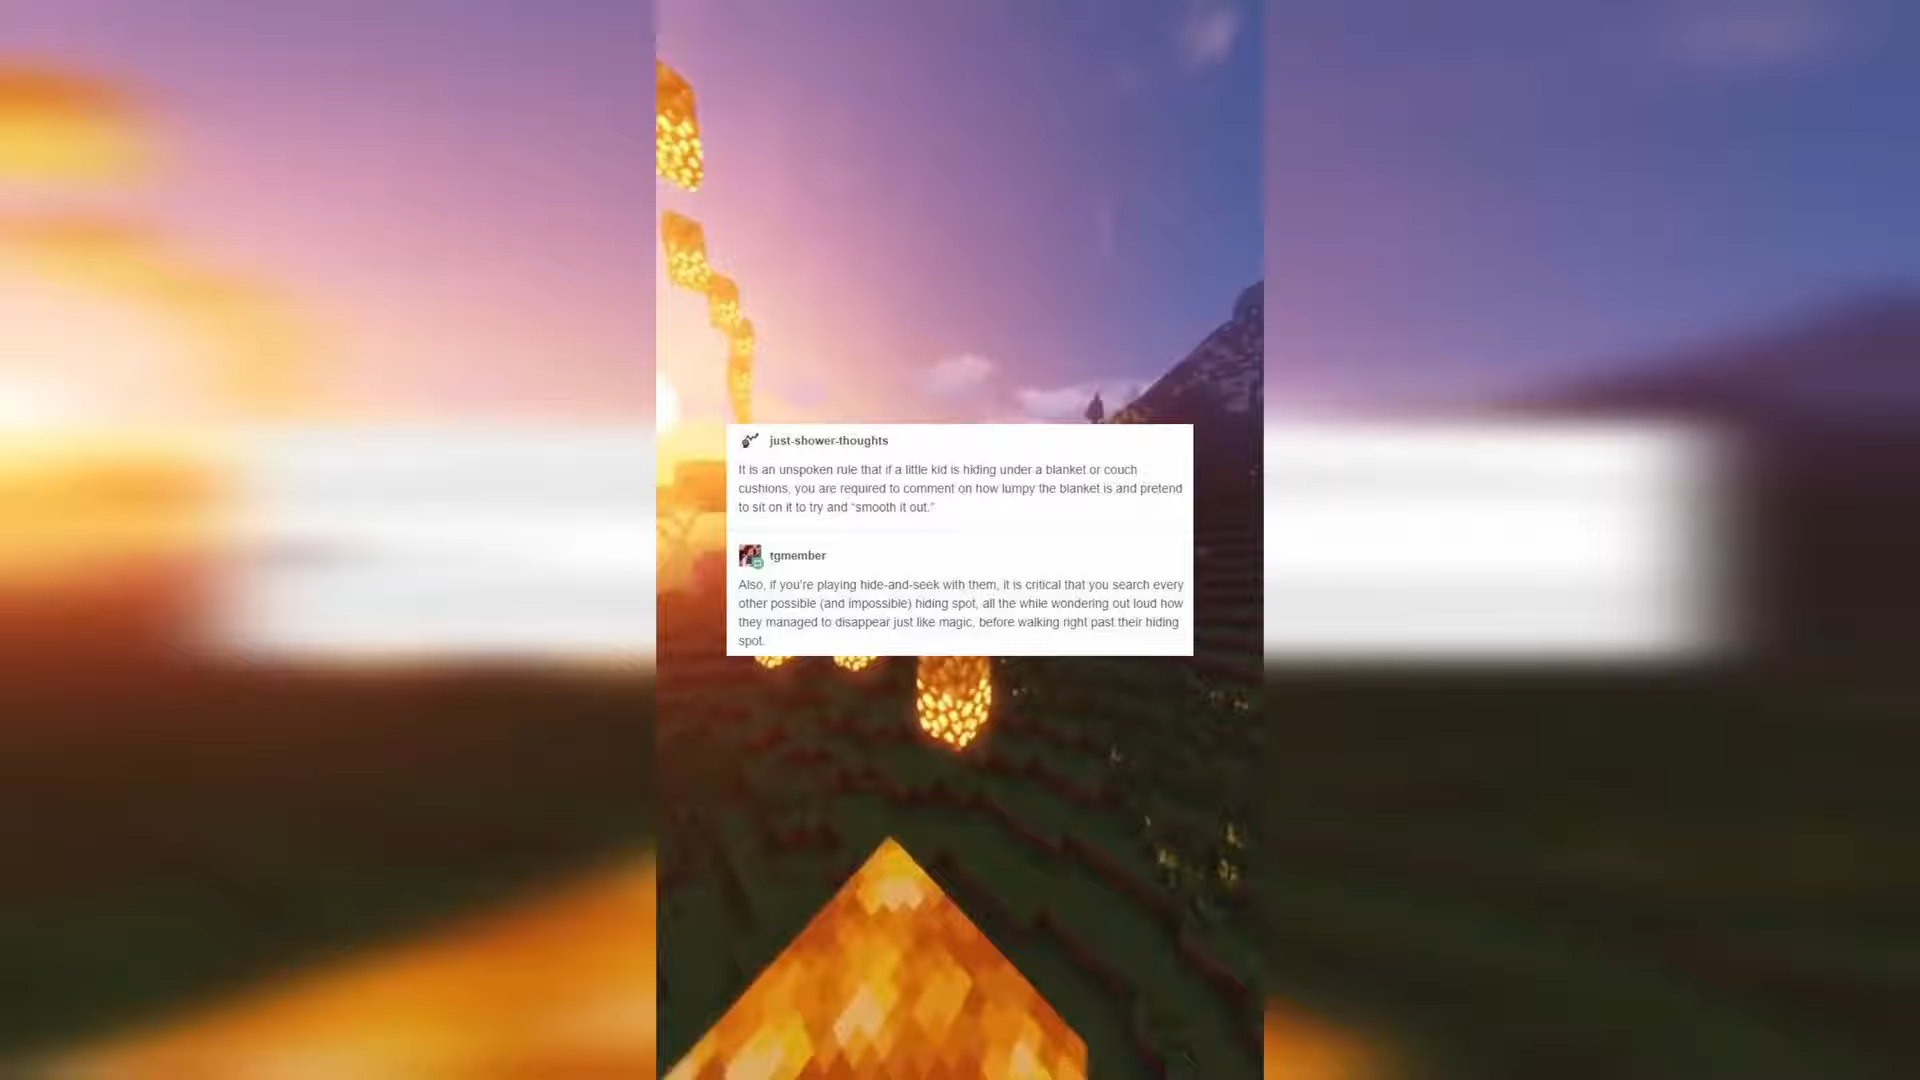 just-shower-thoughts
It is an unspoken rule that if a little kid is hiding under a blanket or couch
cushions, you are required to comment on how lumpy the blanket is and pretend
to sit on it to try and “smooth it out.”
tgmember
Also, if you're playing hide-and-seek with them, it is critical that you search every
other possible (and impossible) hiding spot, all the while wondering out loud how
they managed to disappear just like magic, before walking right past their hiding
spot.